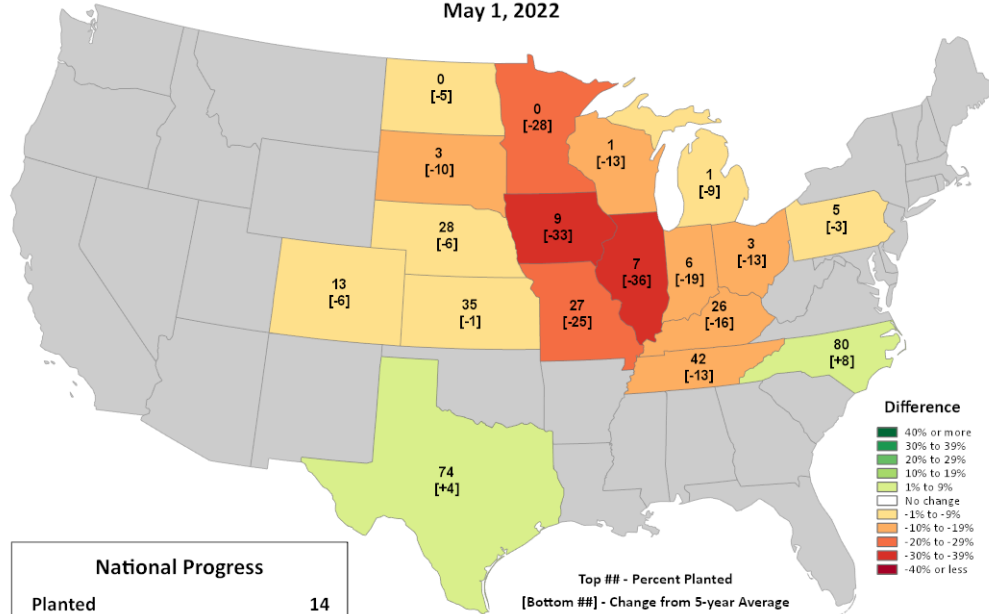 May 1, 2022
0
[-5]
0
[-28]
1
[-13]
3
[-10]
1
[-9]
5
[-3]
9
[-33]
28
[-6]
7
[-36]
6
[-19]
3
[-13]
13
[-6]
35
[-1]
27
[-25]
26
[-16]
42
[-13]
80
[+8]
74
[+4]
Difference
40% or more
30% to 39%
20% to 29%
10% to 19%
1% to 9%
No change
-1% to -9%
-10% to -19%
-20% to -29%
-30% to -39%
-40% or less
National Progress
Planted 14
Top ## - Percent Planted
[Bottom ##] - Change from 5-year Average